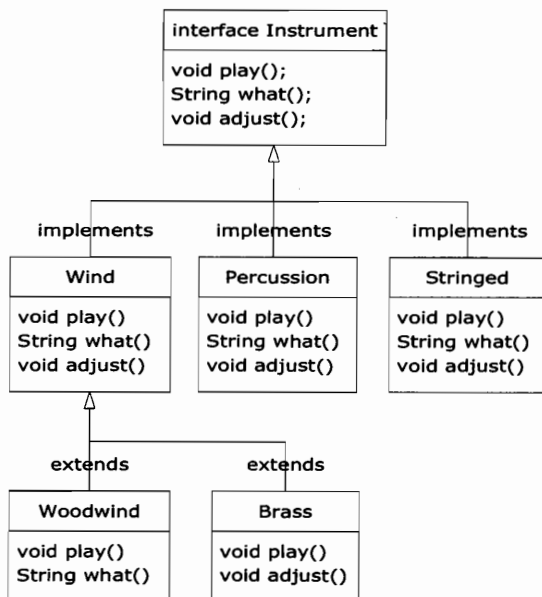 interface Instrument
void play();
String what();
void adjust();
implements
implements
implements
Wind
void play()
String what()
void adjust()
Percussion
void play()
String what()
void adjust()
Stringed
void play()
String what()
void adjust()
extends
extends
Woodwind
void play()
String what()
Brass
void play()
void adjust()